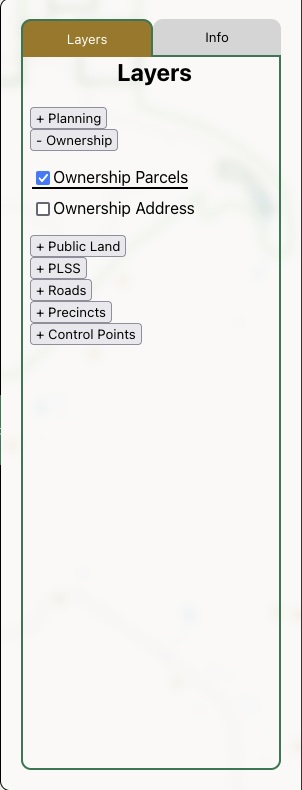 Layers
Info
Layers
+ Planning
- Ownership
Ownership Parcels
Ownership Address
+ Public Land
+ PLSS
+ Roads
+ Precincts
+ Control Points